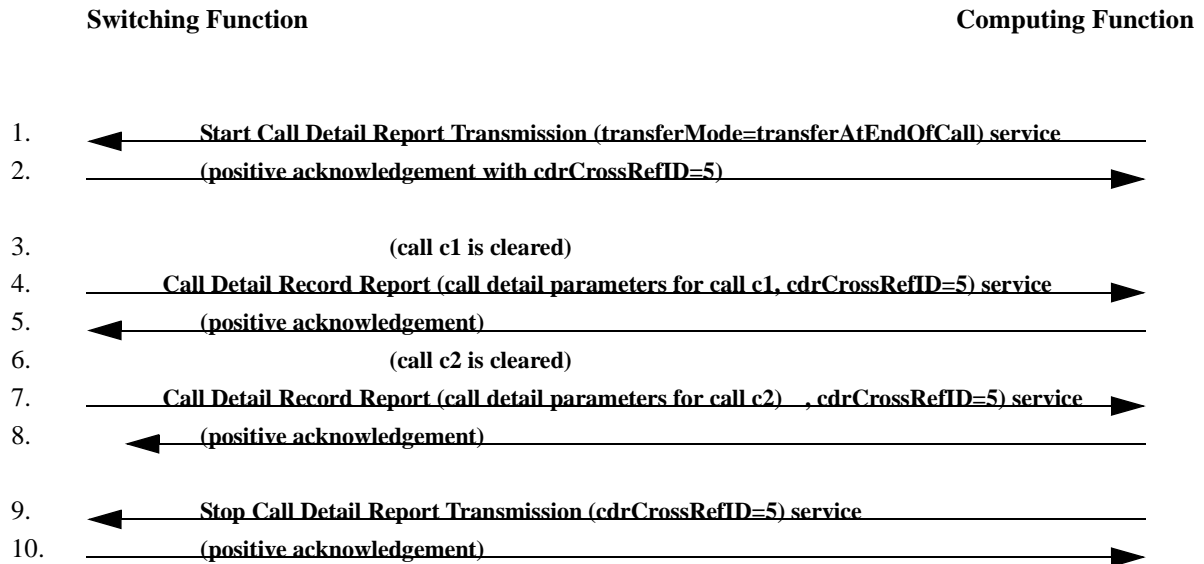 Switching Function Computing Function
1. Start Call Detail Report Transmission (transferMode=transferAtEndOfCall) service
2. (positive acknowledgement with cdrCrossRefID=5)
3. (call c1 is cleared)
4. Call Detail Record Report (call detail parameters for call c1, cdrCrossRefID=5) service
5. (positive acknowledgement)
6. (call c2 is cleared)
7. Call Detail Record Report (call detail parameters for call c2) , cdrCrossRefID=5) service
8. (positive acknowledgement)
9. Stop Call Detail Report Transmission (cdrCrossRefID=5) service
10. (positive acknowledgement)